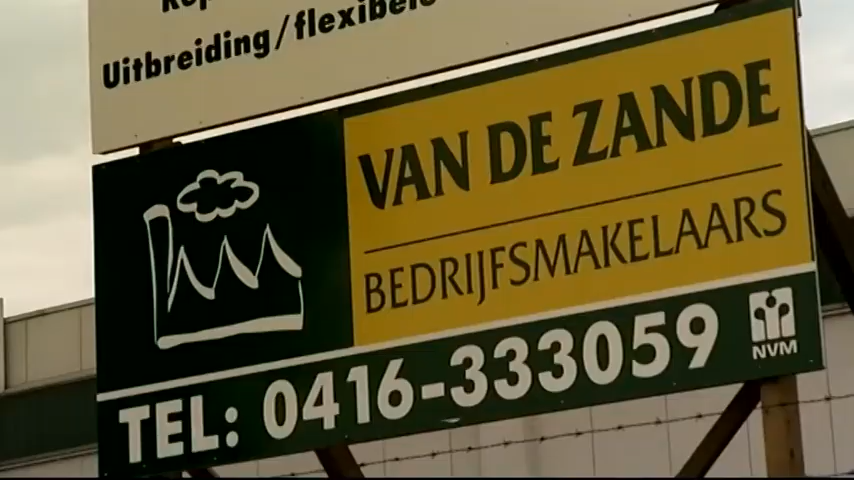 Uitbreiding/flexibele
VAN DE ZANDE
BEDRIJFSMAKELAARS
TEL: 0416-333059
NVM